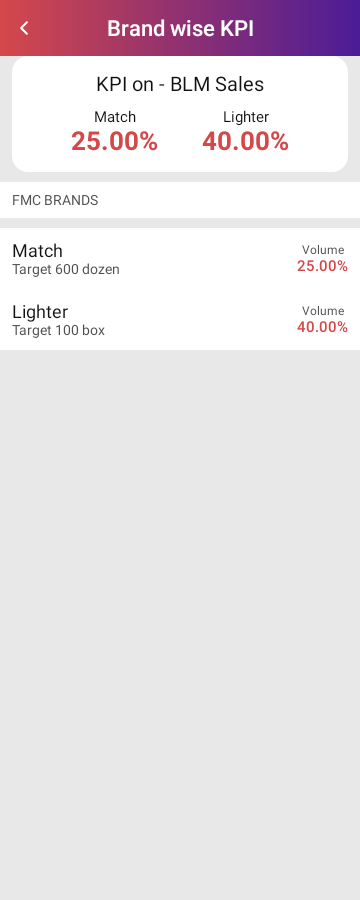 Brand wise KPI
KPI on - BLM Sales
Match Lighter
25.00% 40.00%
FMC BRANDS
Match
Target 600 dozen
Volume
25.00%
Lighter
Target 100 box
Volume
40.00%